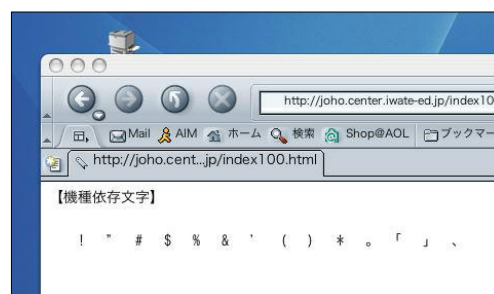 http://joho.center.iwate-ed.jp/index10
Mail AIM ホーム 検索 Shop@AOL ブックマー
http://joho.cent..jp/index100.html
【機種依存文字】
! " # $ % & ' ( ) * 。 「 」 、